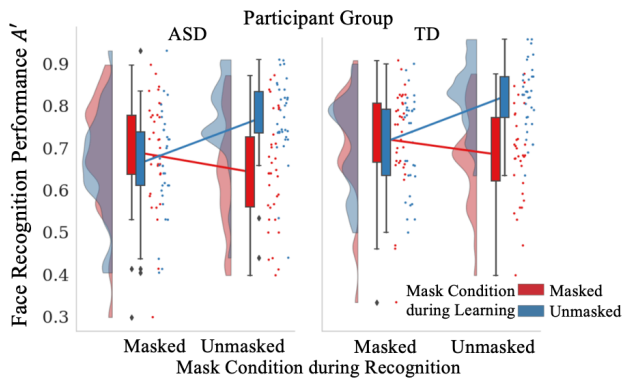 Participant Group
ASD
TD
Face Recognition Performance A′
0.9
0.8
0.7
0.6
0.5
0.4
0.3
Mask Condition during Learning
Masked
Unmasked
Masked Unmasked
Masked Unmasked
Mask Condition during Recognition